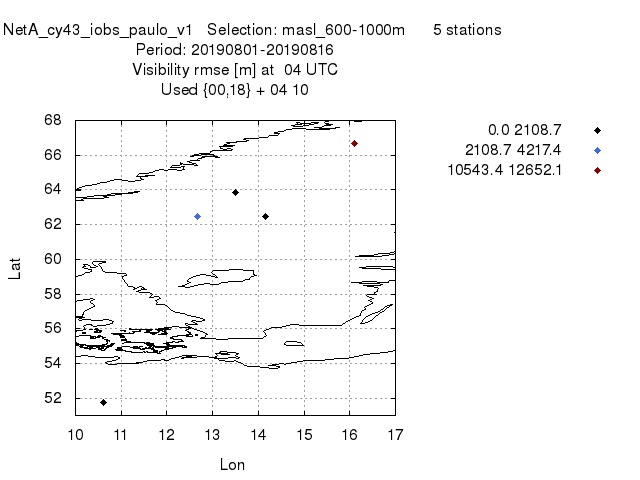 NetA_cy43_iobs_paulo_v1 Selection: masl_600-1000m 5 stations
Period: 20190801-20190816
Visibility rmse [m] at 04 UTC
Used {00,18} + 04 10
0.0 2108.7
2108.7 4217.4
10543.4 12652.1
68
66
64
62
60
58
56
54
52
Lat
10 11 12 13 14 15 16 17
Lon